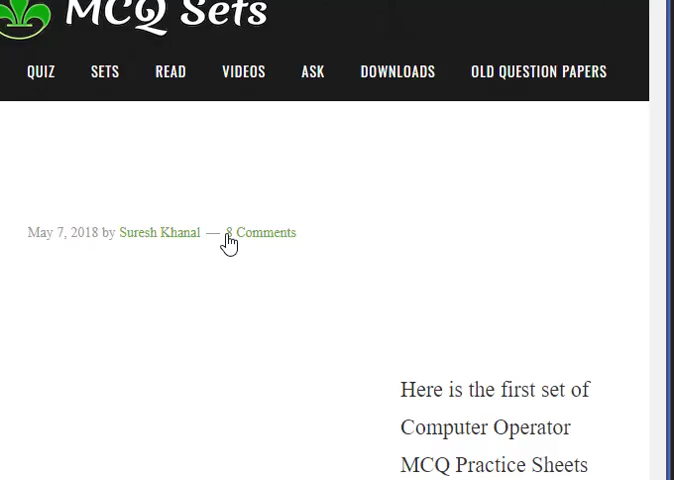 MCQ Sets
QUIZ SETS READ VIDEOS ASK DOWNLOADS OLD QUESTION PAPERS
May 7, 2018 by Suresh Khanal — 8 Comments
Here is the first set of
Computer Operator
MCQ Practice Sheets